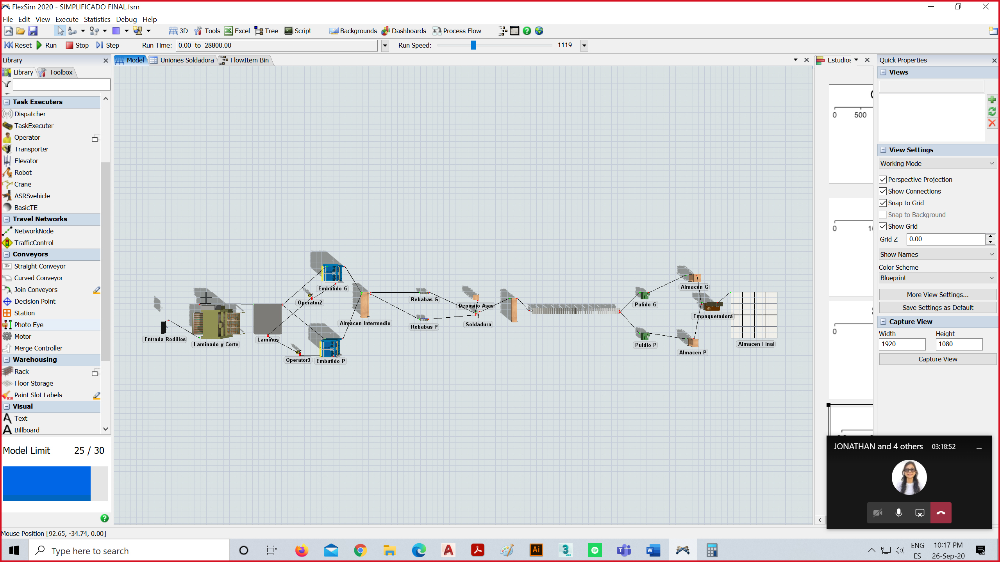 FlexSim 2020 - SIMPLIFICADO FINAL.fsm
File Edit View Execute Statistics Debug Help
3D Tools Excel Tree Script Backgrounds Dashboards Process Flow
Reset Run Stop Step Run Time: 0.00 to 28800.00 Run Speed: 1119
Library
Library Toolbox
Task Executers
Dispatcher
TaskExecuter
Operator
Transporter
Elevator
Robot
Crane
ASRSvehicle
BasicTE
Travel Networks
NetworkNode
TrafficControl
Conveyors
Straight Conveyor
Curved Conveyor
Join Conveyors
Decision Point
Station
Photo Eye
Motor
Merge Controller
Warehousing
Rack
Floor Storage
Paint Slot Labels
Visual
Text
Billboard
Model Limit 25 / 30
Model Uniones Soldadora FlowItem Bin
Embutido G
Operator2
Entrada Rodillos
Laminado y Corte
Laminas
Operator3
Embutido P
Almacen Intermedio
Rebabas G
Rebabas P
Depósito Asas
Soldadura
Pulido G
Puldio P
Almacen G
Empaquetadora
Almacen P
Almacen Final
Estudios
0 500
0
0
Quick Properties
Views
View Settings
Working Mode
Perspective Projection
Show Connections
Snap to Grid
Snap to Background
Show Grid
Grid Z 0.00
Show Names
Color Scheme
Blueprint
More View Settings...
Save Settings as Default
Capture View
Width Height
1920 1080
Capture View
JONATHAN and 4 others 03:18:52
Mouse Position [92.65, -34.74, 0.00]
Type here to search
ENG
ES
10:17 PM
26-Sep-20